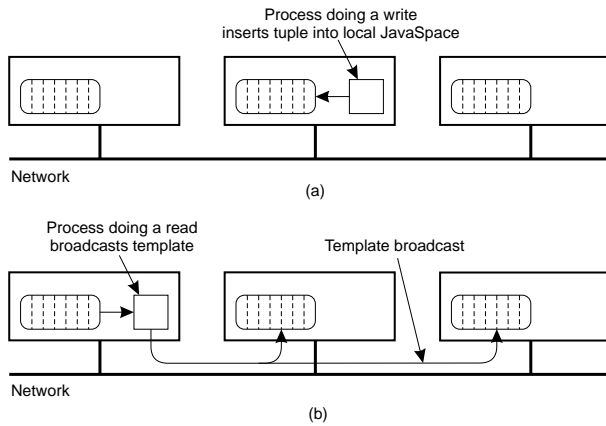 Process doing a write
inserts tuple into local JavaSpace
Network
(a)
Process doing a read
broadcasts template
Template broadcast
Network
(b)